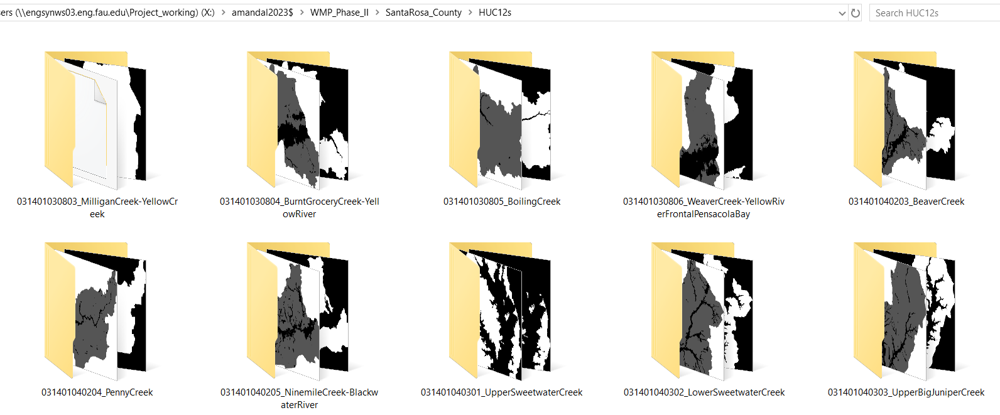 ers (\\engsynws03.eng.fau.edu\Project_working) (X:) > amandal2023$ > WMP_Phase_II > SantaRosa_County > HUC12s
Search HUC12s
031401030803_MilliganCreek-YellowCr
eek
031401030804_BurntGroceryCreek-Yell
owRiver
031401030805_BoilingCreek
031401030806_WeaverCreek-YellowRiv
erFrontalPensacolaBay
031401040203_BeaverCreek
031401040204_PennyCreek
031401040205_NinemileCreek-Blackw
aterRiver
031401040301_UpperSweetwaterCreek
031401040302_LowerSweetwaterCreek
031401040303_UpperBigJuniperCreek